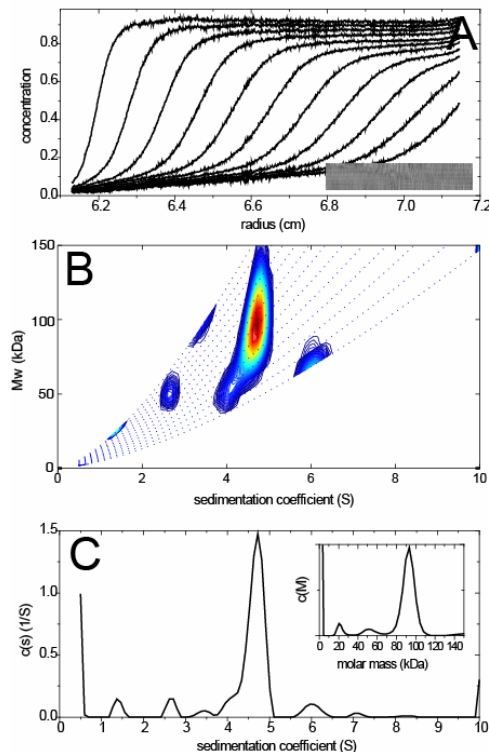 A
concentration
0.8
0.6
0.4
0.2
0.0
6.2 6.4 6.6 6.8 7.0 7.2
radius (cm)
B
Mw (kDa)
150
100
50
0
0 2 4 6 8 10
sedimentation coefficient (S)
C
c(s) (1/S)
1.5
1.0
0.5
0.0
0 1 2 3 4 5 6 7 8 9 10
sedimentation coefficient (S)
c(M)
0 20 40 60 80 100 120 140
molar mass (kDa)